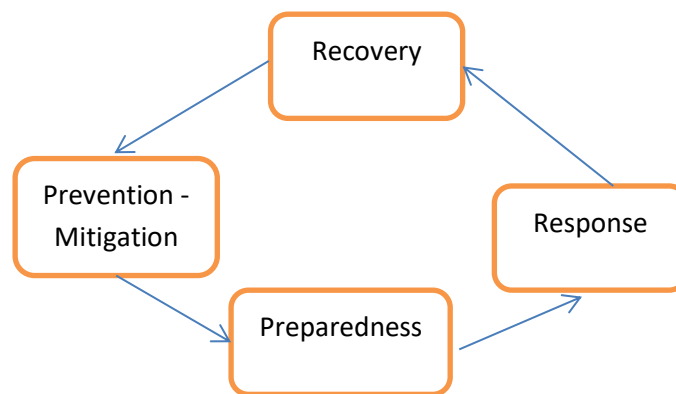 Recovery
Prevention -
Mitigation
Response
Preparedness